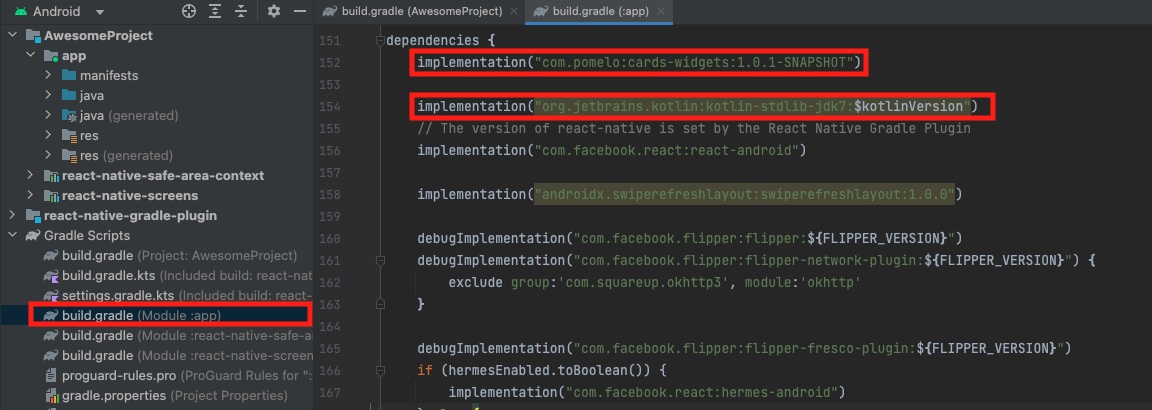 Android
build.gradle (AwesomeProject)
build.gradle (:app)
AwesomeProject
app
manifests
java
java (generated)
res
res (generated)
react-native-safe-area-context
react-native-screens
react-native-gradle-plugin
Gradle Scripts
build.gradle (Project: AwesomeProject)
build.gradle.kts (Included build: react-nat
settings.gradle.kts (Included build: react-
build.gradle (Module :app)
build.gradle (Module :react-native-safe-a
build.gradle (Module :react-native-screen
proguard-rules.pro (ProGuard Rules for ":
gradle.properties (Project Properties)
151 dependencies {
152 implementation("com.pomelo:cards-widgets:1.0.1-SNAPSHOT")
153
154 implementation("org.jetbrains.kotlin:kotlin-stdlib-jdk7:$kotlinVersion")
155 // The version of react-native is set by the React Native Gradle Plugin
156 implementation("com.facebook.react:react-android")
157
158 implementation("androidx.swiperefreshlayout:swiperefreshlayout:1.0.0")
159
160 debugImplementation("com.facebook.flipper:flipper:${FLIPPER_VERSION}")
161 debugImplementation("com.facebook.flipper:flipper-network-plugin:${FLIPPER_VERSION}") {
162 exclude group:'com.squareup.okhttp3', module:'okhttp'
163 }
164
165 debugImplementation("com.facebook.flipper:flipper-fresco-plugin:${FLIPPER_VERSION}")
166 if (hermesEnabled.toBoolean()) {
167 implementation("com.facebook.react:hermes-android")